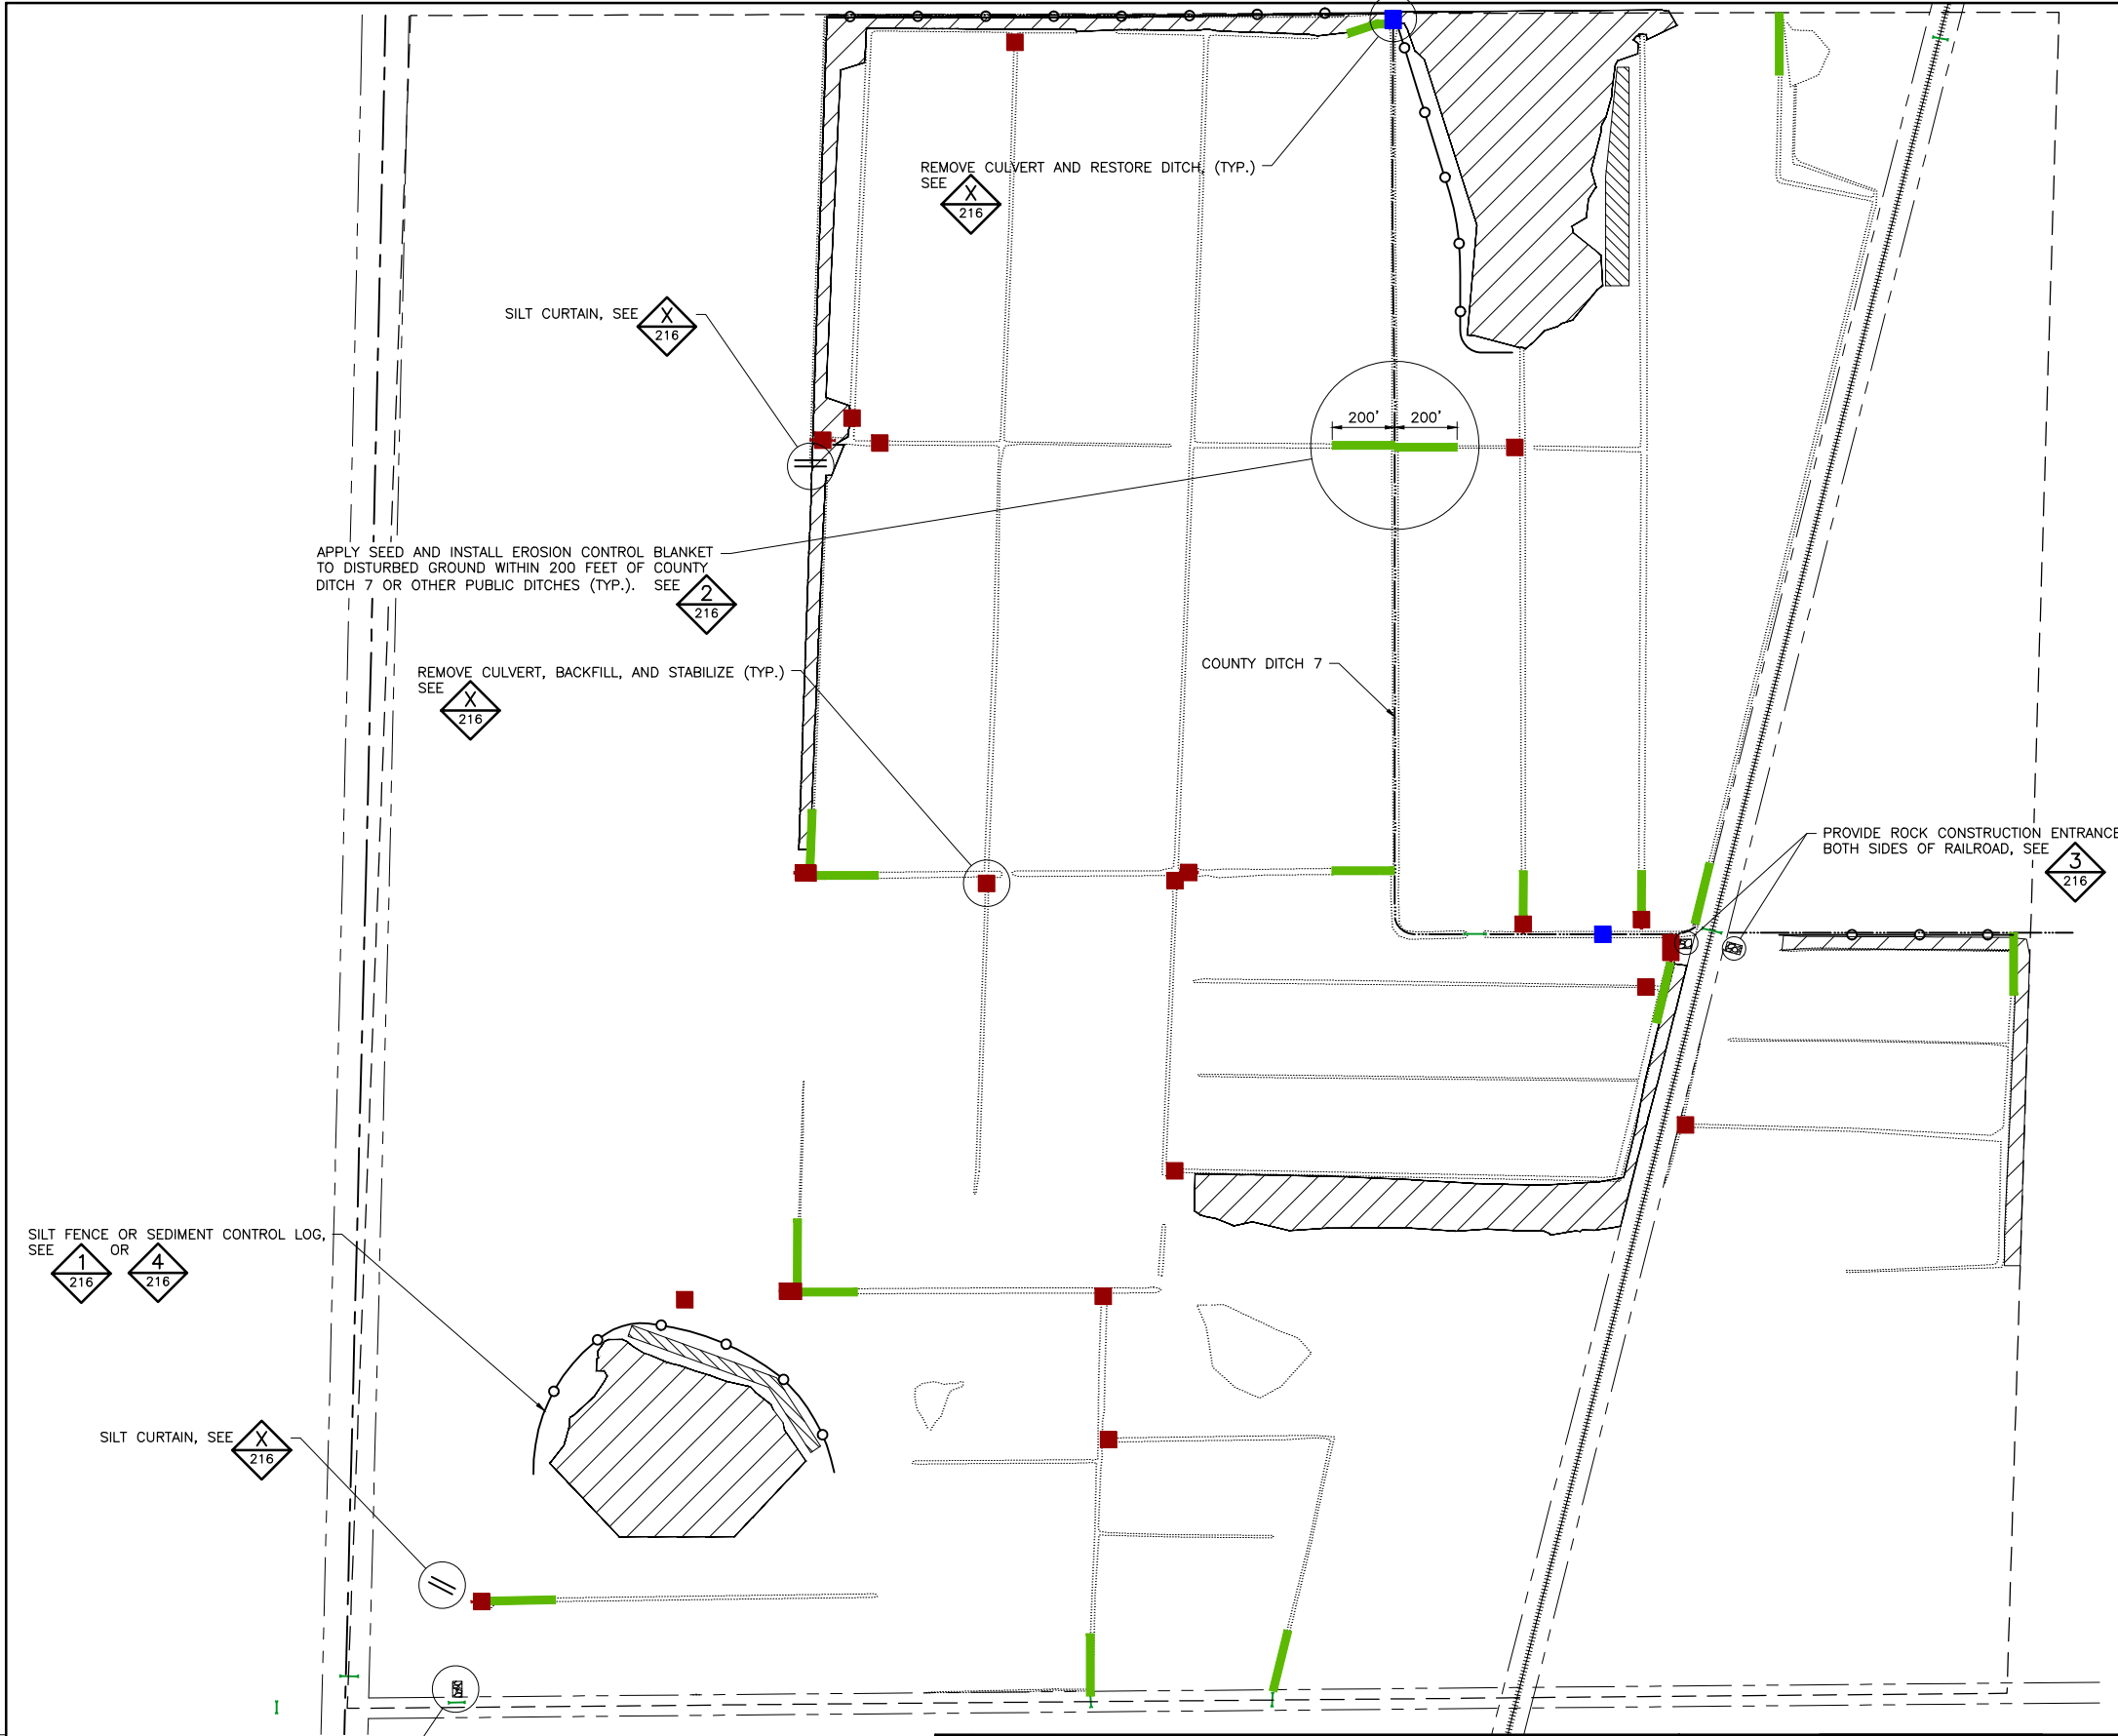 REMOVE CULVERT AND RESTORE DITCH, (TYP.)
SEE X
216
SILT CURTAIN, SEE X
216
200' 200'
APPLY SEED AND INSTALL EROSION CONTROL BLANKET
TO DISTURBED GROUND WITHIN 200 FEET OF COUNTY
DITCH 7 OR OTHER PUBLIC DITCHES (TYP.). SEE 2
216
REMOVE CULVERT, BACKFILL, AND STABILIZE (TYP.)
SEE X
216
COUNTY DITCH 7
PROVIDE ROCK CONSTRUCTION ENTRANCE
BOTH SIDES OF RAILROAD, SEE 3
216
SILT FENCE OR SEDIMENT CONTROL LOG,
SEE 1 OR 4
216 216
SILT CURTAIN, SEE X
216